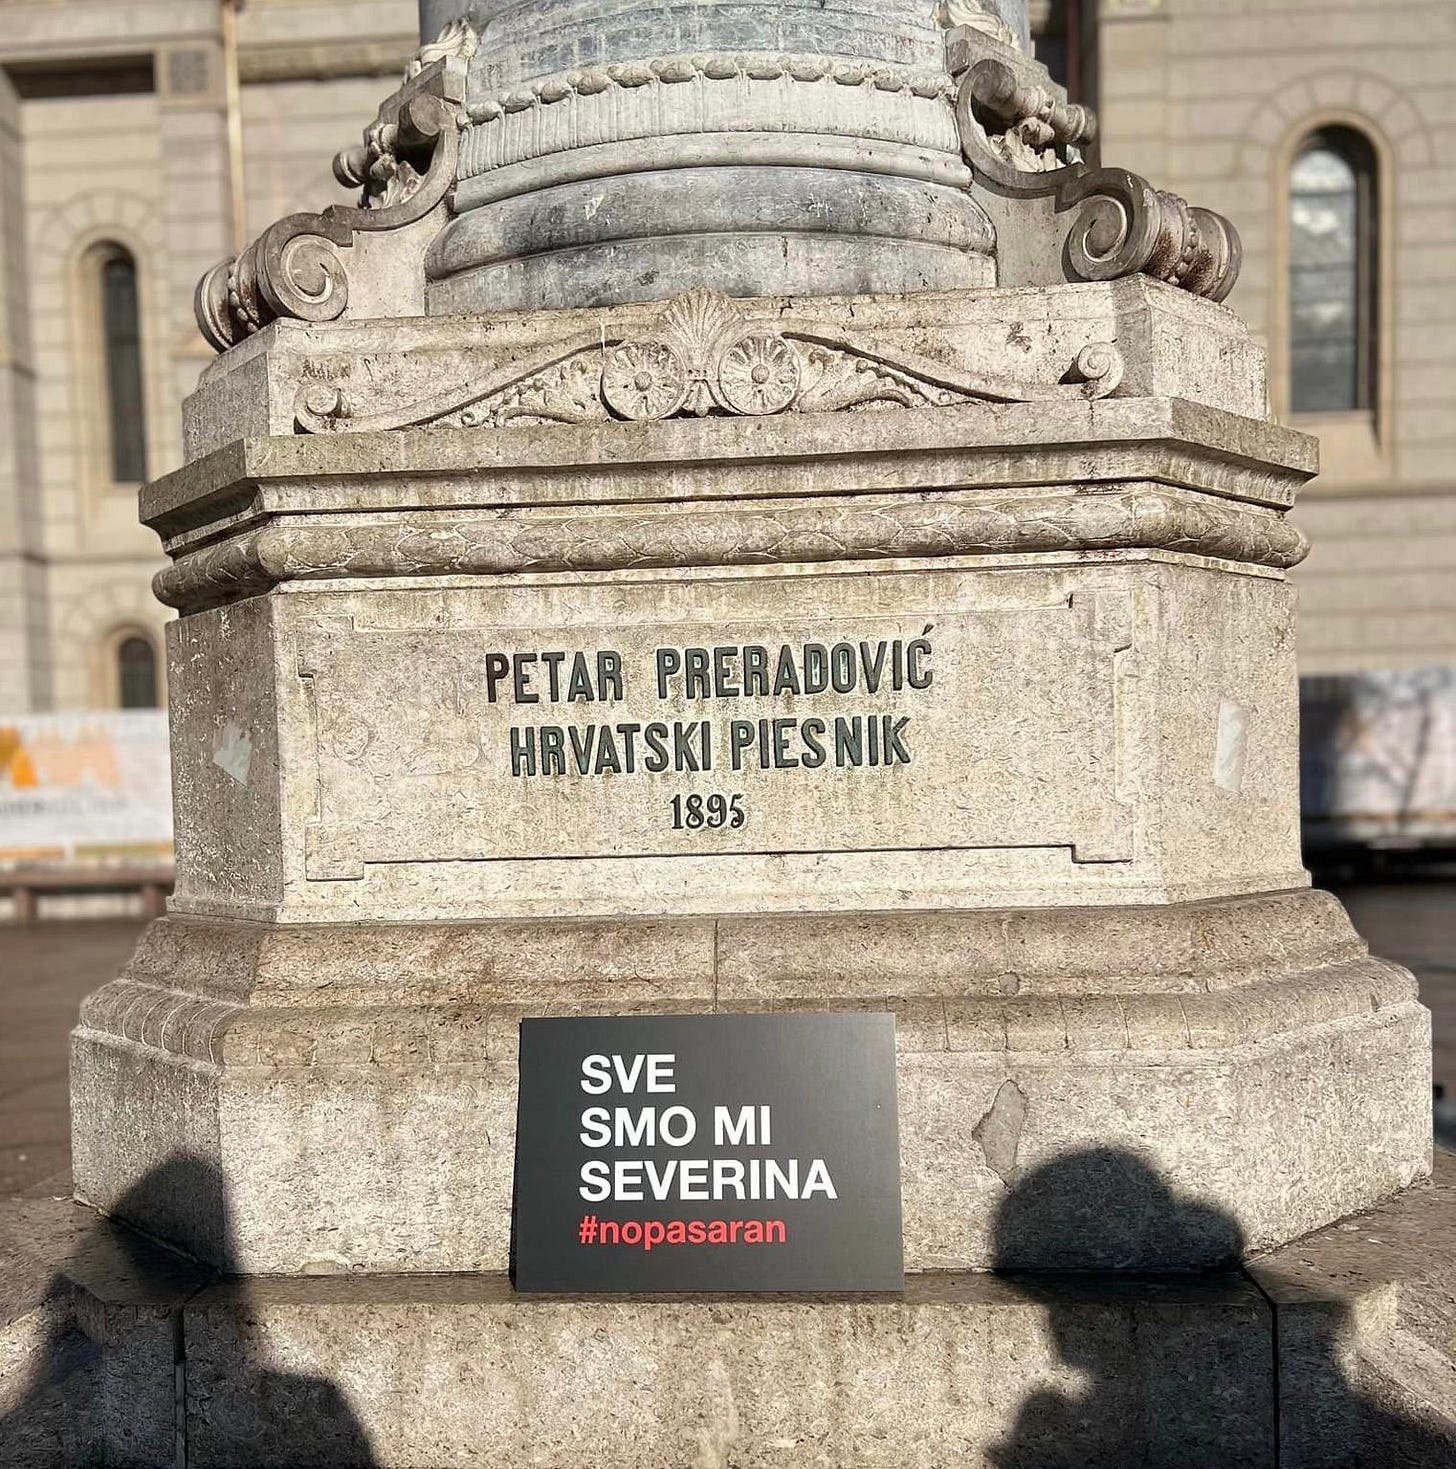 PETAR PRERADOVIĆ
HRVATSKI PIESNIK
1895
SVE
SMO MI
SEVERINA
#nopasaran